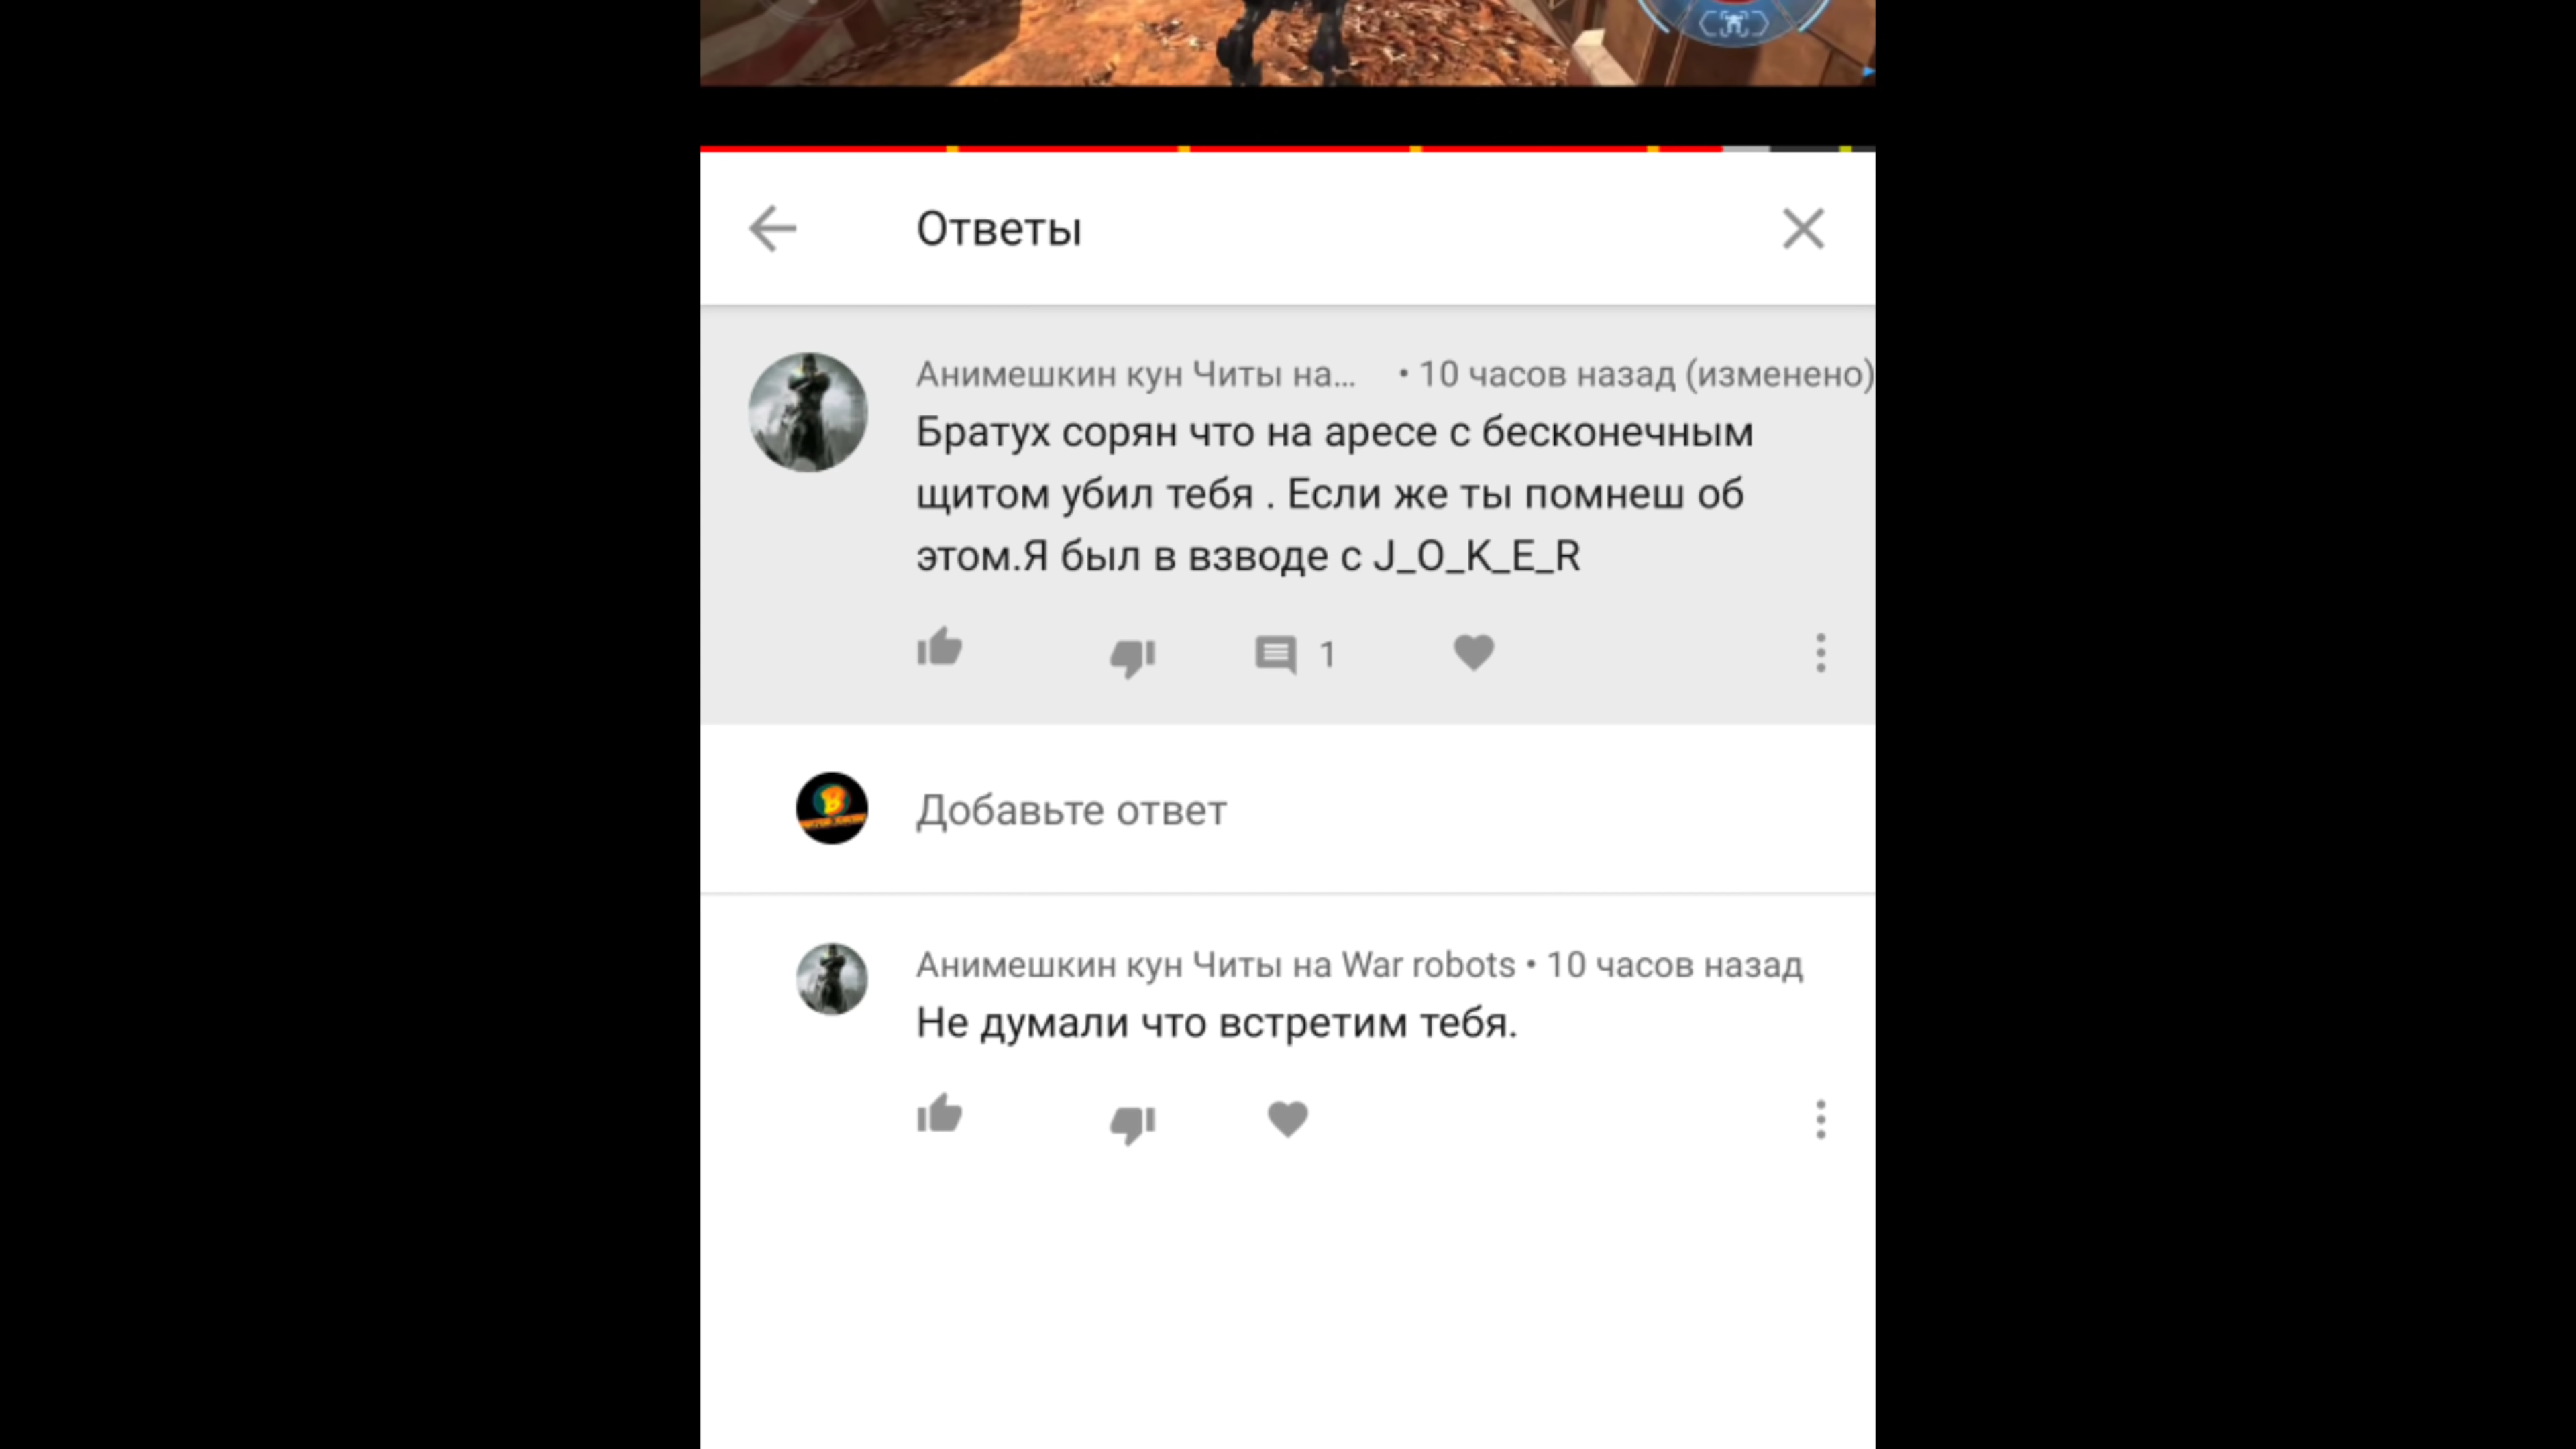 Ответы
Анимешкин кун Читы на... • 10 часов назад (изменено)
Братух сорян что на аресе с бесконечным
щитом убил тебя . Если же ты помнеш об
этом.Я был в взводе с J_O_K_E_R
1
Добавьте ответ
Анимешкин кун Читы на War robots • 10 часов назад
Не думали что встретим тебя.